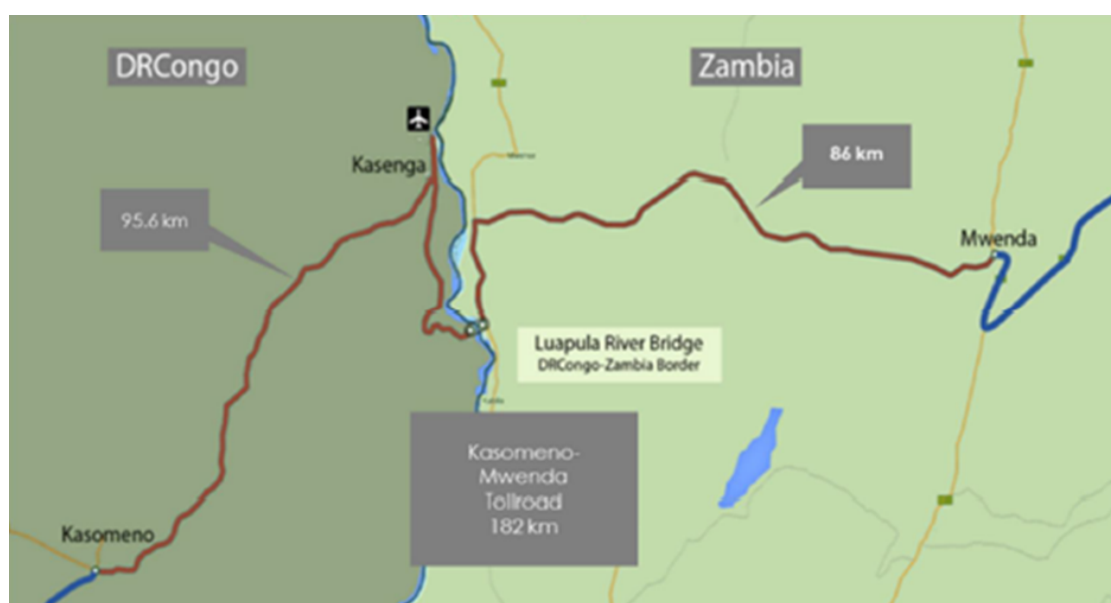 DRCongo
Zambia
86 km
Kasenga
95.6 km
Mwenda
Luapula River Bridge
DRCongo-Zambia Border
Kasomeno-
Mwenda
Tollroad
182 km
Kasomeno